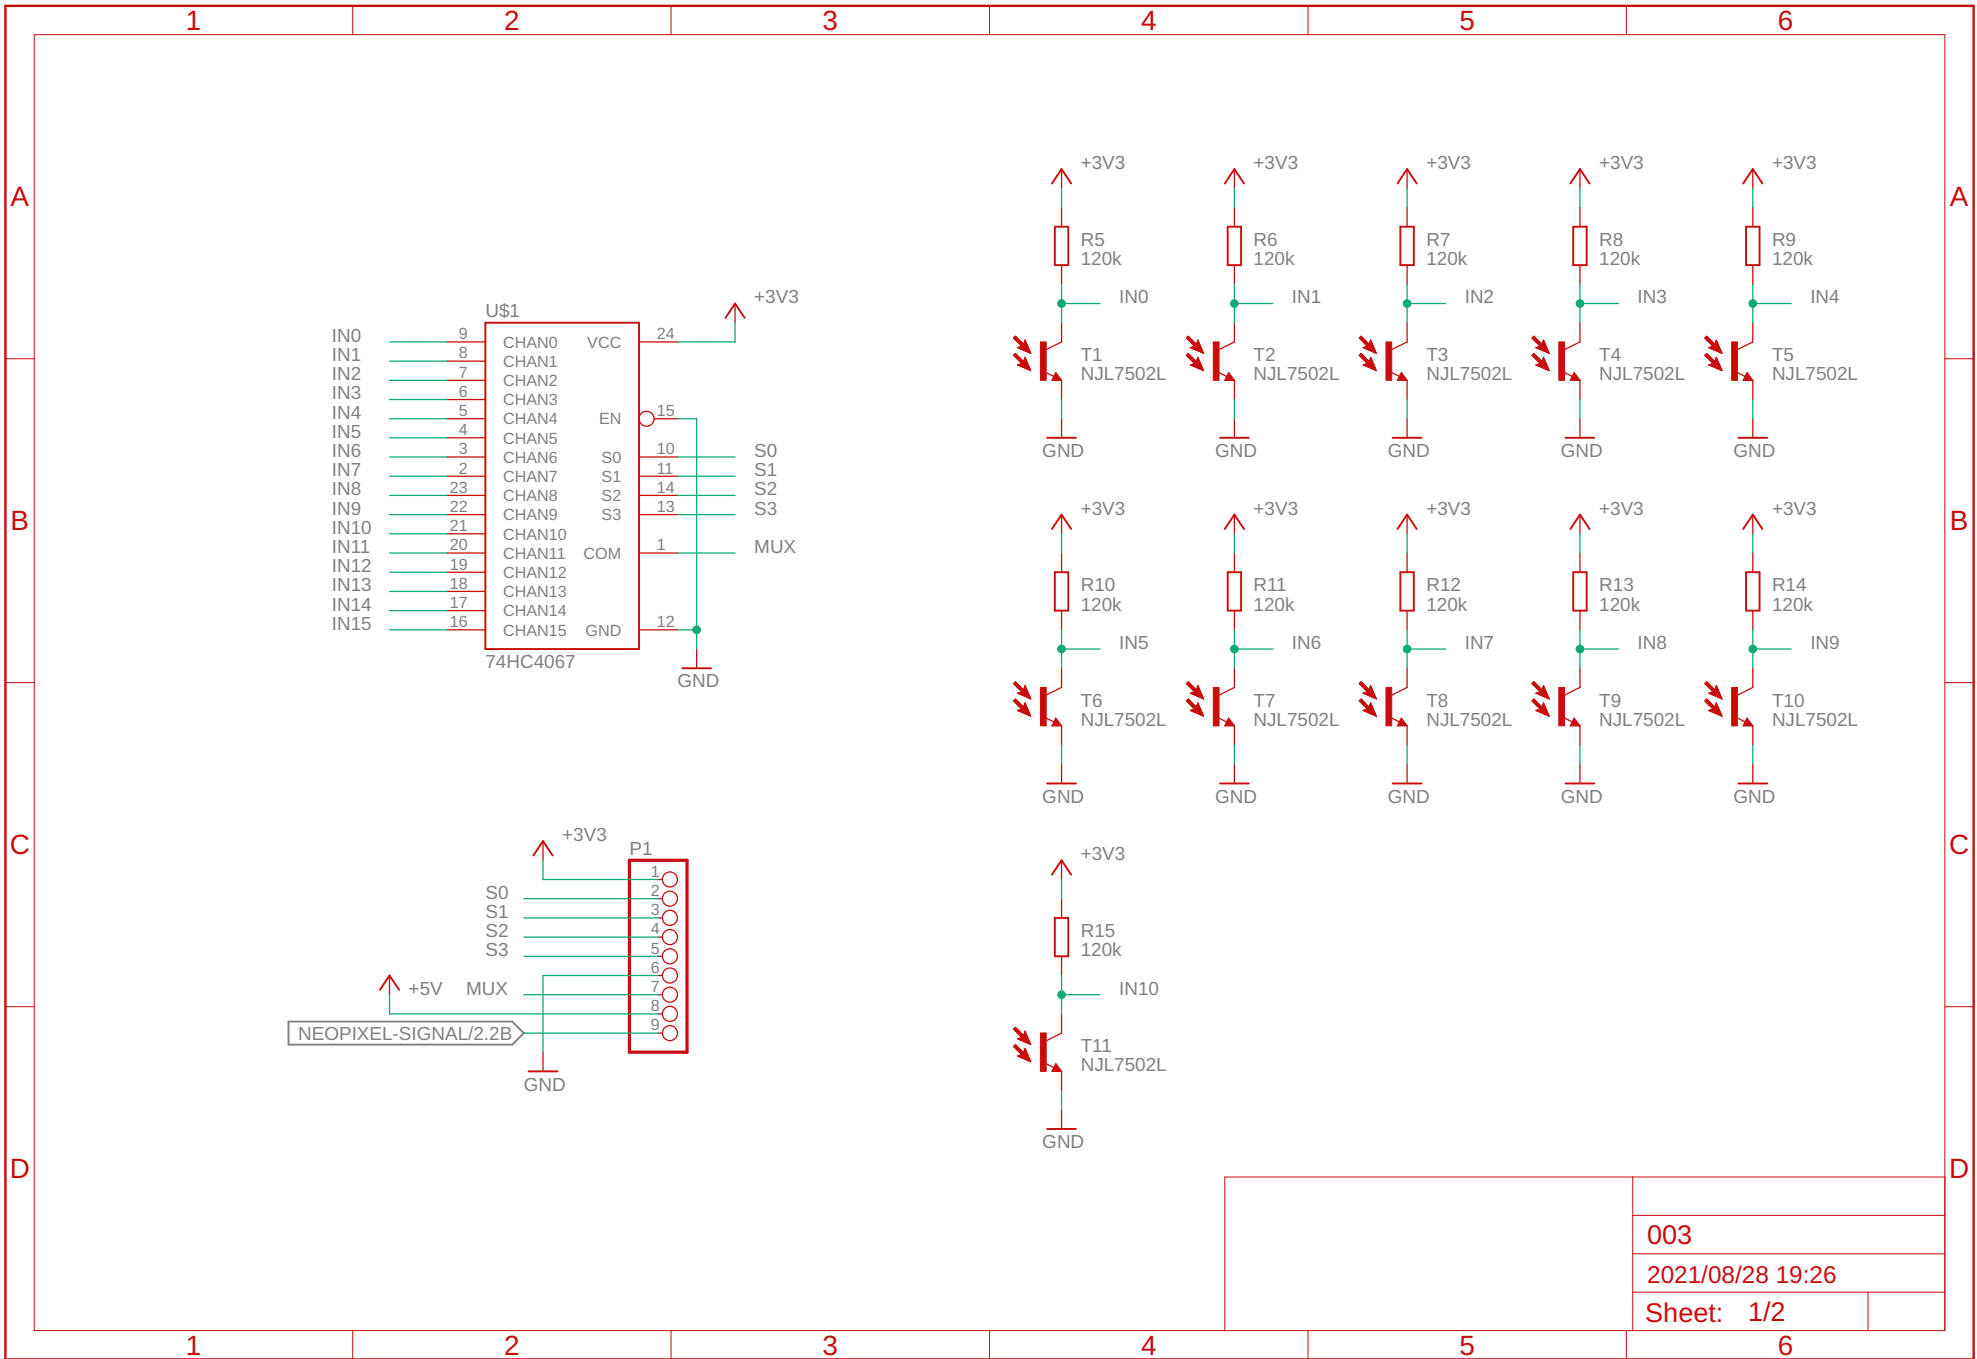 1 2 3 4 5 6
A A
+3V3 +3V3 +3V3 +3V3 +3V3
R5 R6 R7 R8 R9
120k 120k 120k 120k 120k
IN0 IN1 IN2 IN3 IN4
T1 T2 T3 T4 T5
NJL7502L NJL7502L NJL7502L NJL7502L NJL7502L
GND GND GND GND GND
+3V3
U$1
IN0 9 CHAN0 VCC 24
IN1 8 CHAN1
IN2 7 CHAN2
IN3 6 CHAN3
IN4 5 CHAN4 EN 15
IN5 4 CHAN5
IN6 3 CHAN6 S0 10 S0
IN7 2 CHAN7 S1 11 S1
IN8 23 CHAN8 S2 14 S2
IN9 22 CHAN9 S3 13 S3
IN10 21 CHAN10
IN11 20 CHAN11 COM 1 MUX
IN12 19 CHAN12
IN13 18 CHAN13
IN14 17 CHAN14
IN15 16 CHAN15 GND 12
74HC4067
GND
B B
+3V3 +3V3 +3V3 +3V3 +3V3
R10 R11 R12 R13 R14
120k 120k 120k 120k 120k
IN5 IN6 IN7 IN8 IN9
T6 T7 T8 T9 T10
NJL7502L NJL7502L NJL7502L NJL7502L NJL7502L
GND GND GND GND GND
C C
+3V3
P1
1
S0 2
S1 3
S2 4
S3 5
6
+5V MUX 7
8
NEOPIXEL-SIGNAL/2.2B 9
GND
+3V3
R15
120k
IN10
T11
NJL7502L
GND
D D
003
2021/08/28 19:26
Sheet: 1/2
1 2 3 4 5 6